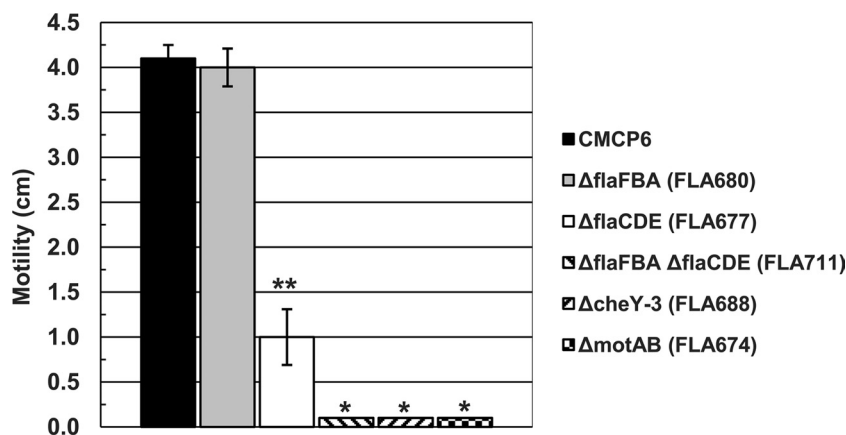 Motility (cm)
4.5
4.0
3.5
3.0
2.5
2.0
1.5
1.0
0.5
0.0
**
* * *
CMCP6
ΔflaFBA (FLA680)
ΔflaCDE (FLA677)
ΔflaFBA ΔflaCDE (FLA711)
ΔcheY-3 (FLA688)
ΔmotAB (FLA674)